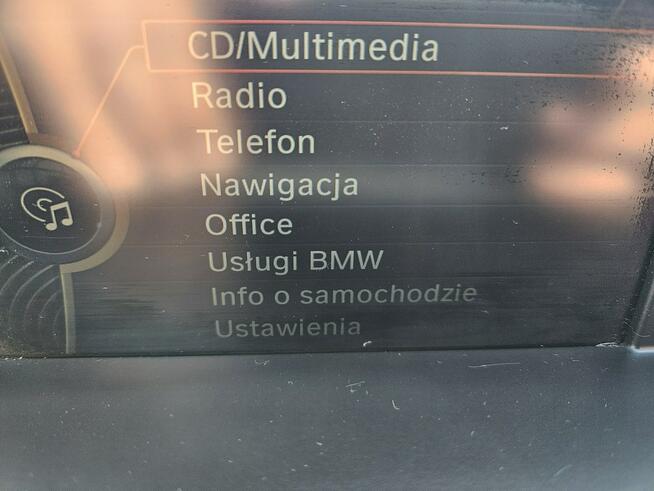 CD/Multimedia
Radio
Telefon
Nawigacja
Office
Usługi BMW
Info o samochodzie
Ustawienia